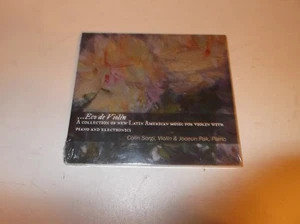 ...Eco de Violín
A collection of new Latin American music for violin with
piano and electronics.
Colin Sorgi, Violin & Jooeun Pak, Piano